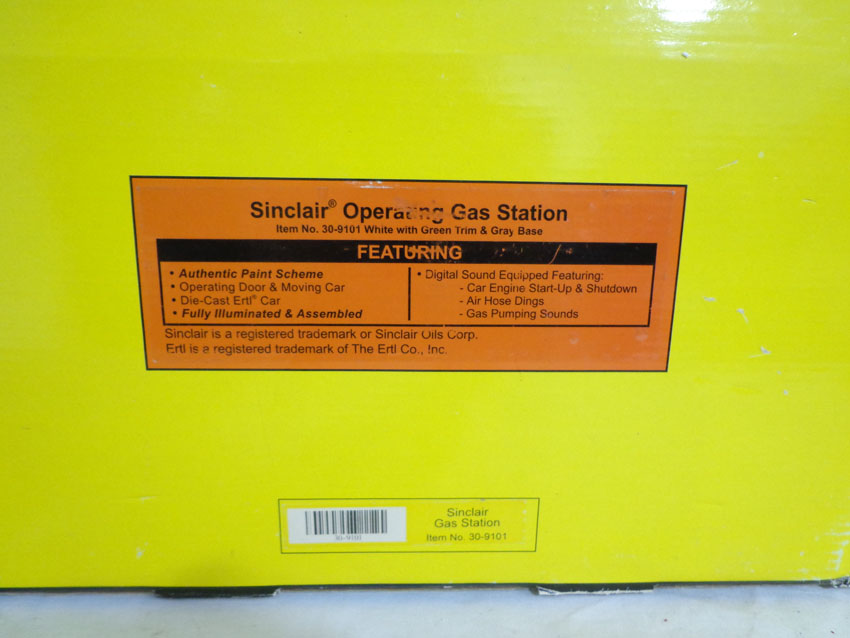 Sinclair® Operating Gas Station
Item No. 30-9101 White with Green Trim & Gray Base
FEATURING
• Authentic Paint Scheme
• Operating Door & Moving Car
• Die-Cast Ertl® Car
• Fully Illuminated & Assembled
• Digital Sound Equipped Featuring:
- Car Engine Start-Up & Shutdown
- Air Hose Dings
- Gas Pumping Sounds
Sinclair is a registered trademark or Sinclair Oils Corp.
Ertl is a registered trademark of The Ertl Co., Inc.
30-9101
Sinclair
Gas Station
Item No. 30-9101